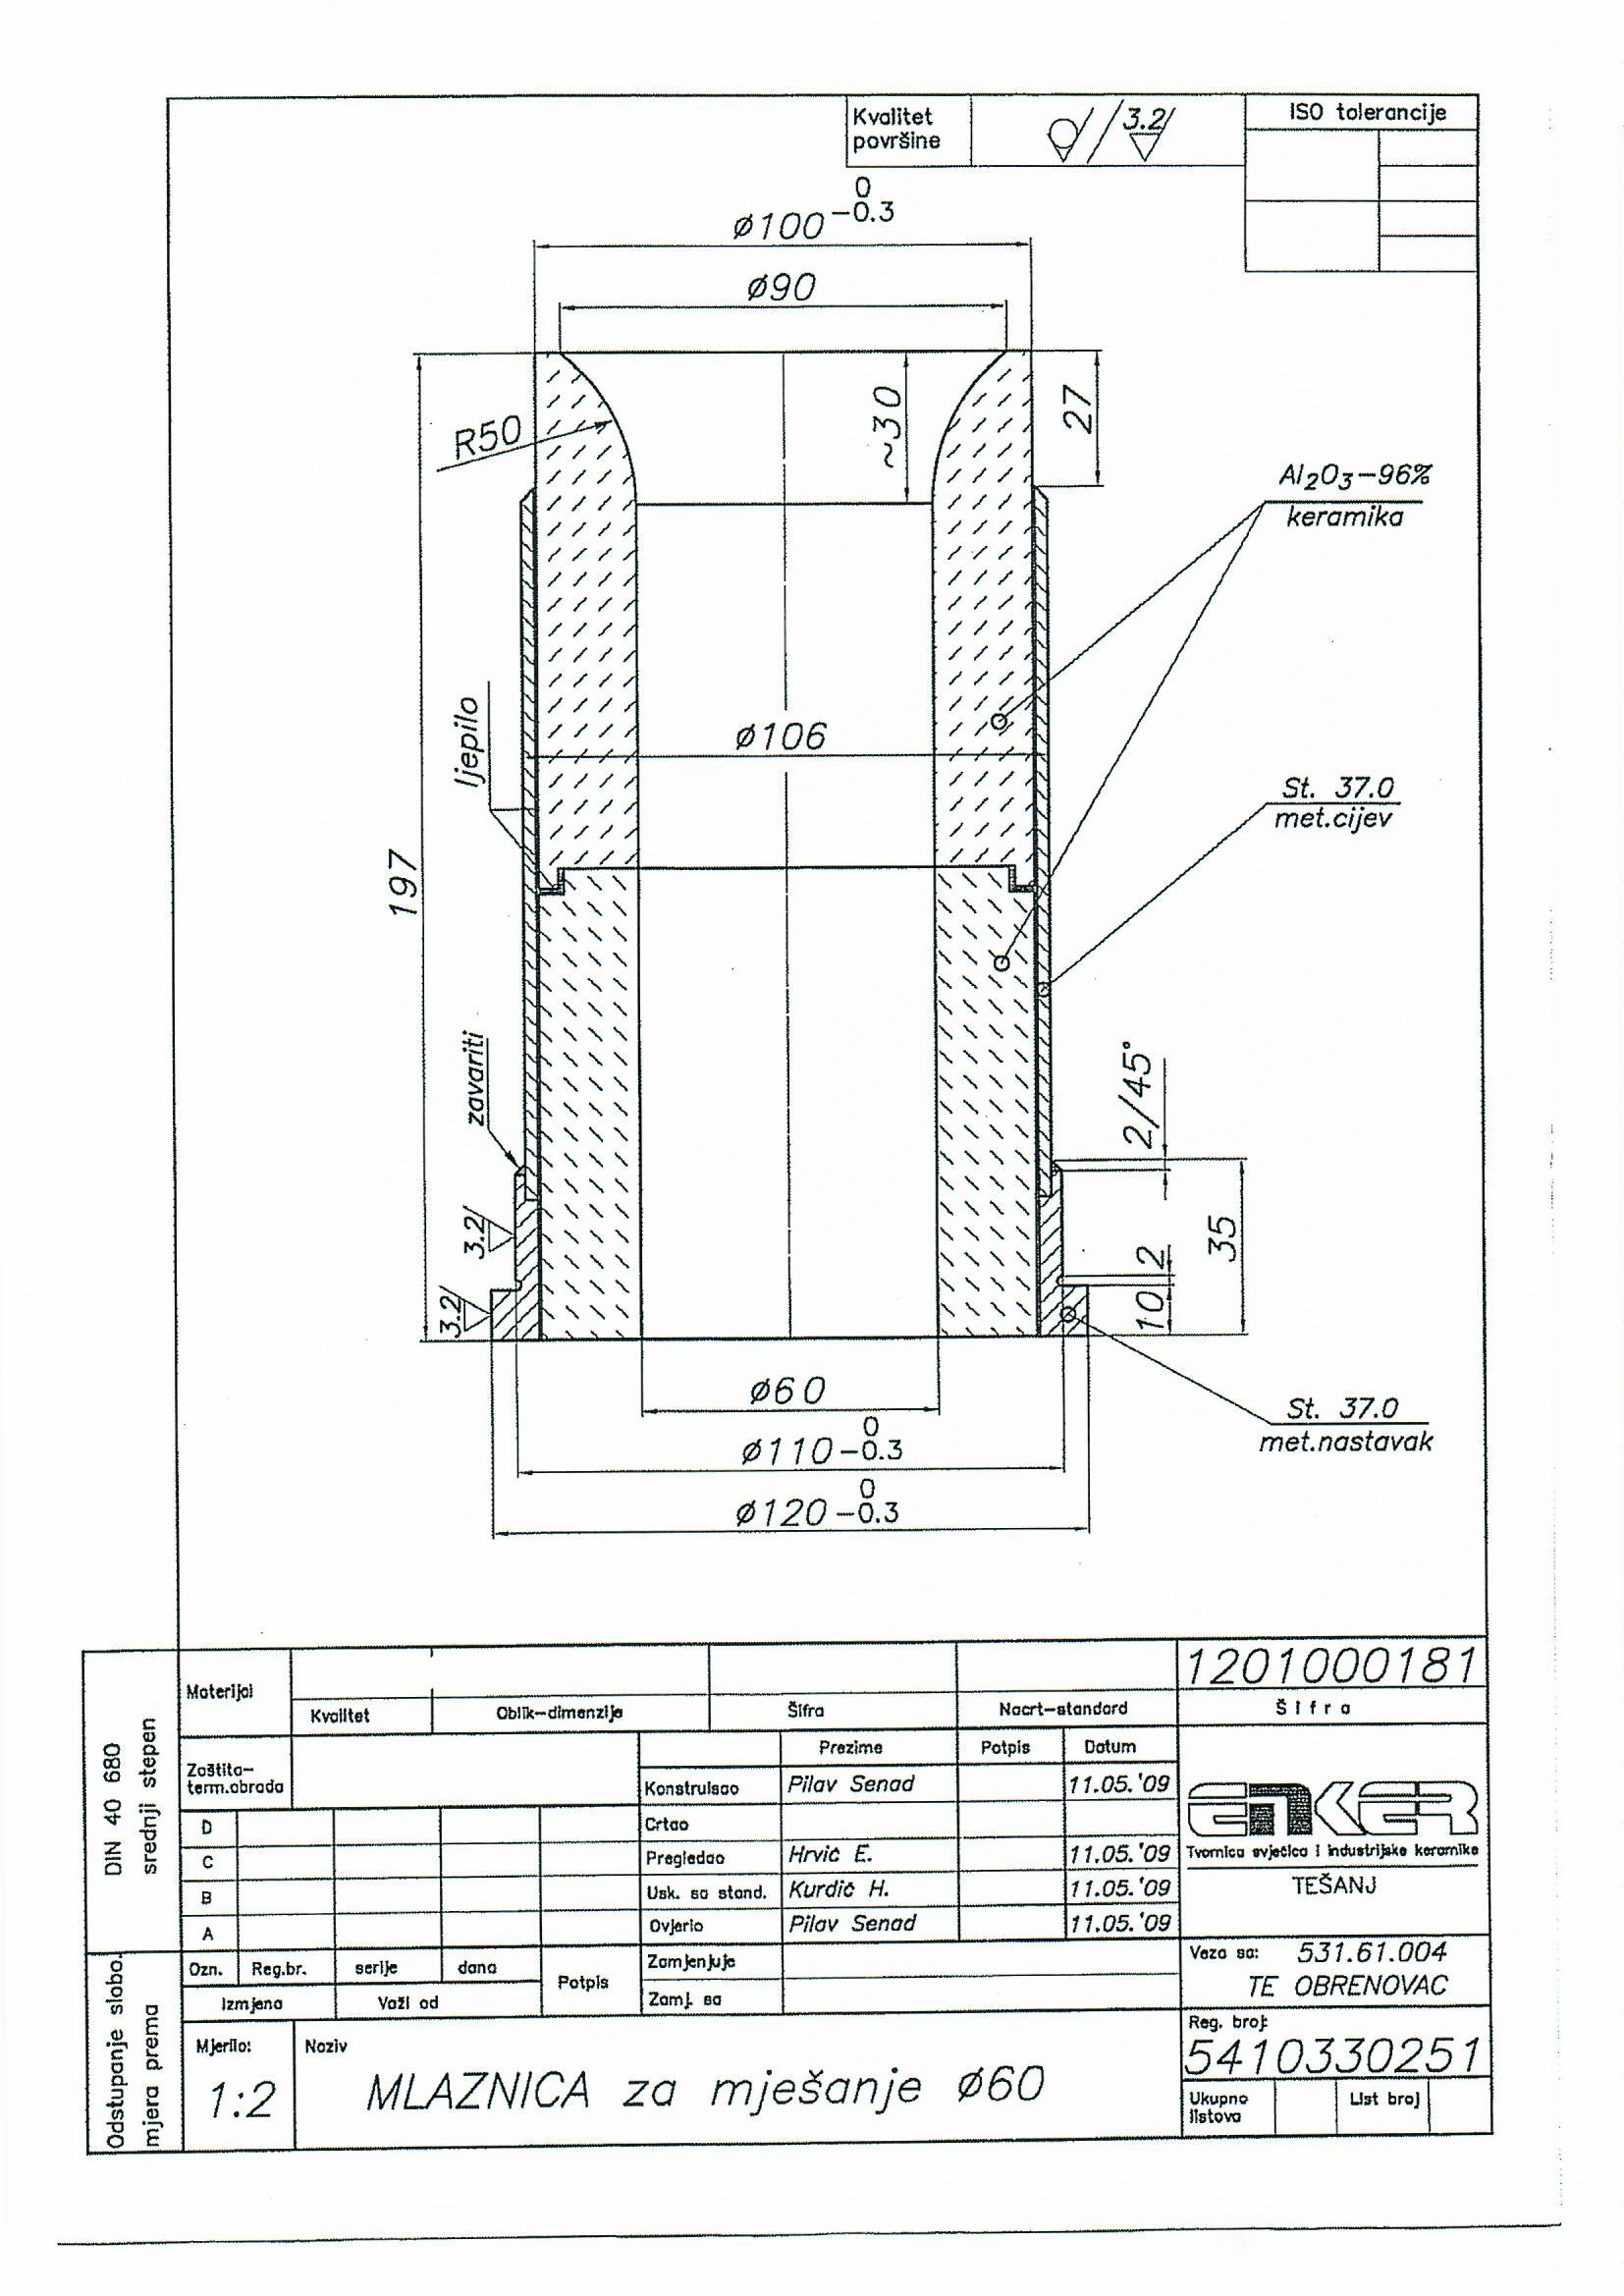 Kvalitet
površine
3.2
ISO tolerancije
ø100 0 -0.3
ø90
R50
~30
27
Al2O3-96%
keramika
ljepilo
ø106
St. 37.0
met.cijev
197
zavariti
2/45°
3.2
3.2
35
2
10
ø60
St. 37.0
met.nastavak
ø110 0 -0.3
ø120 0 -0.3
DIN 40 680
srednji stepen
Odstupanje slobo.
mjera prema
Materijal
Kvalitet
Oblik-dimenzije
Šifra
Nacrt-standard
1201000181
Šifra
Zaštita-
term.obrada
Prezime
Potpis
Datum
Konstruisao
Pilav Senad
11.05.'09
D
Crtao
C
Pregledao
Hrvić E.
11.05.'09
B
Usk. sa stand.
Kurdić H.
11.05.'09
A
Ovjerio
Pilav Senad
11.05.'09
ENKER
Tvornica svjećica i industrijske keramike
TEŠANJ
Ozn.
Reg.br.
serije
dana
Potpis
Zamjenjuje
Izmjena
Važi od
Zamj. sa
Veza sa: 531.61.004
TE OBRENOVAC
Mjerilo:
1:2
Naziv
MLAZNICA za mješanje ø60
Reg. broj:
5410330251
Ukupno
listova
List broj